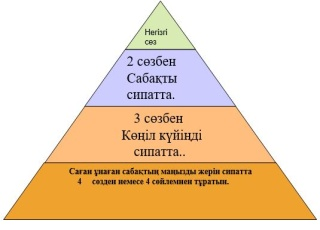 Негізгі
сөз
2 сөзбен
Сабақты
сипатта.
3 сөзбен
Көңіл күйіңді
сипатта..
Саған ұнаған сабақтың маңызды жерін сипатта
4 сөзден немесе 4 сөйлемнен тұратын.